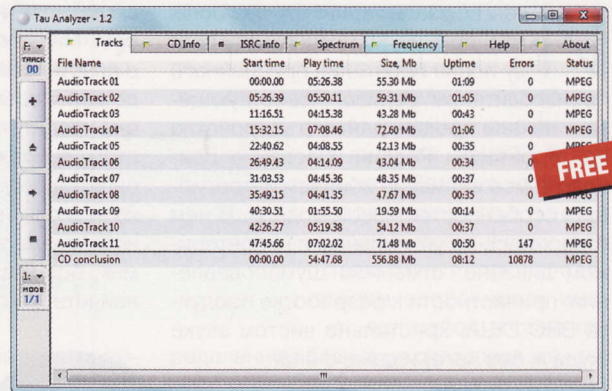 Tau Analyzer - 1.2
F: Tracks CD Info ISRC info Spectrum Frequency Help About
TRACK
00
File Name Start time Play time Size, Mb Uptime Errors Status
AudioTrack 01 00:00.00 05:26.38 55.30 Mb 01:09 0 MPEG
AudioTrack 02 05:26.39 05:50.11 59.31 Mb 01:05 0 MPEG
AudioTrack 03 11:16.51 04:15.38 43.28 Mb 00:43 0 MPEG
AudioTrack 04 15:32.15 07:08.46 72.60 Mb 01:06 0 MPEG
AudioTrack 05 22:40.62 04:08.55 42.13 Mb 00:35 0
AudioTrack 06 26:49.43 04:14.09 43.04 Mb 00:34 0
AudioTrack 07 31:03.53 04:45.36 48.35 Mb 00:37 0
AudioTrack 08 35:49.15 04:41.35 47.67 Mb 00:35 0 MPEG
AudioTrack 09 40:30.51 01:55.50 19.59 Mb 00:14 0 MPEG
AudioTrack 10 42:26.27 05:19.38 54.12 Mb 00:37 0 MPEG
AudioTrack 11 47:45.66 07:02.02 71.48 Mb 00:50 147 MPEG
CD conclusion 00:00.00 54:47.68 556.88 Mb 08:12 10878 MPEG
FREE
1:
MODE
1/1